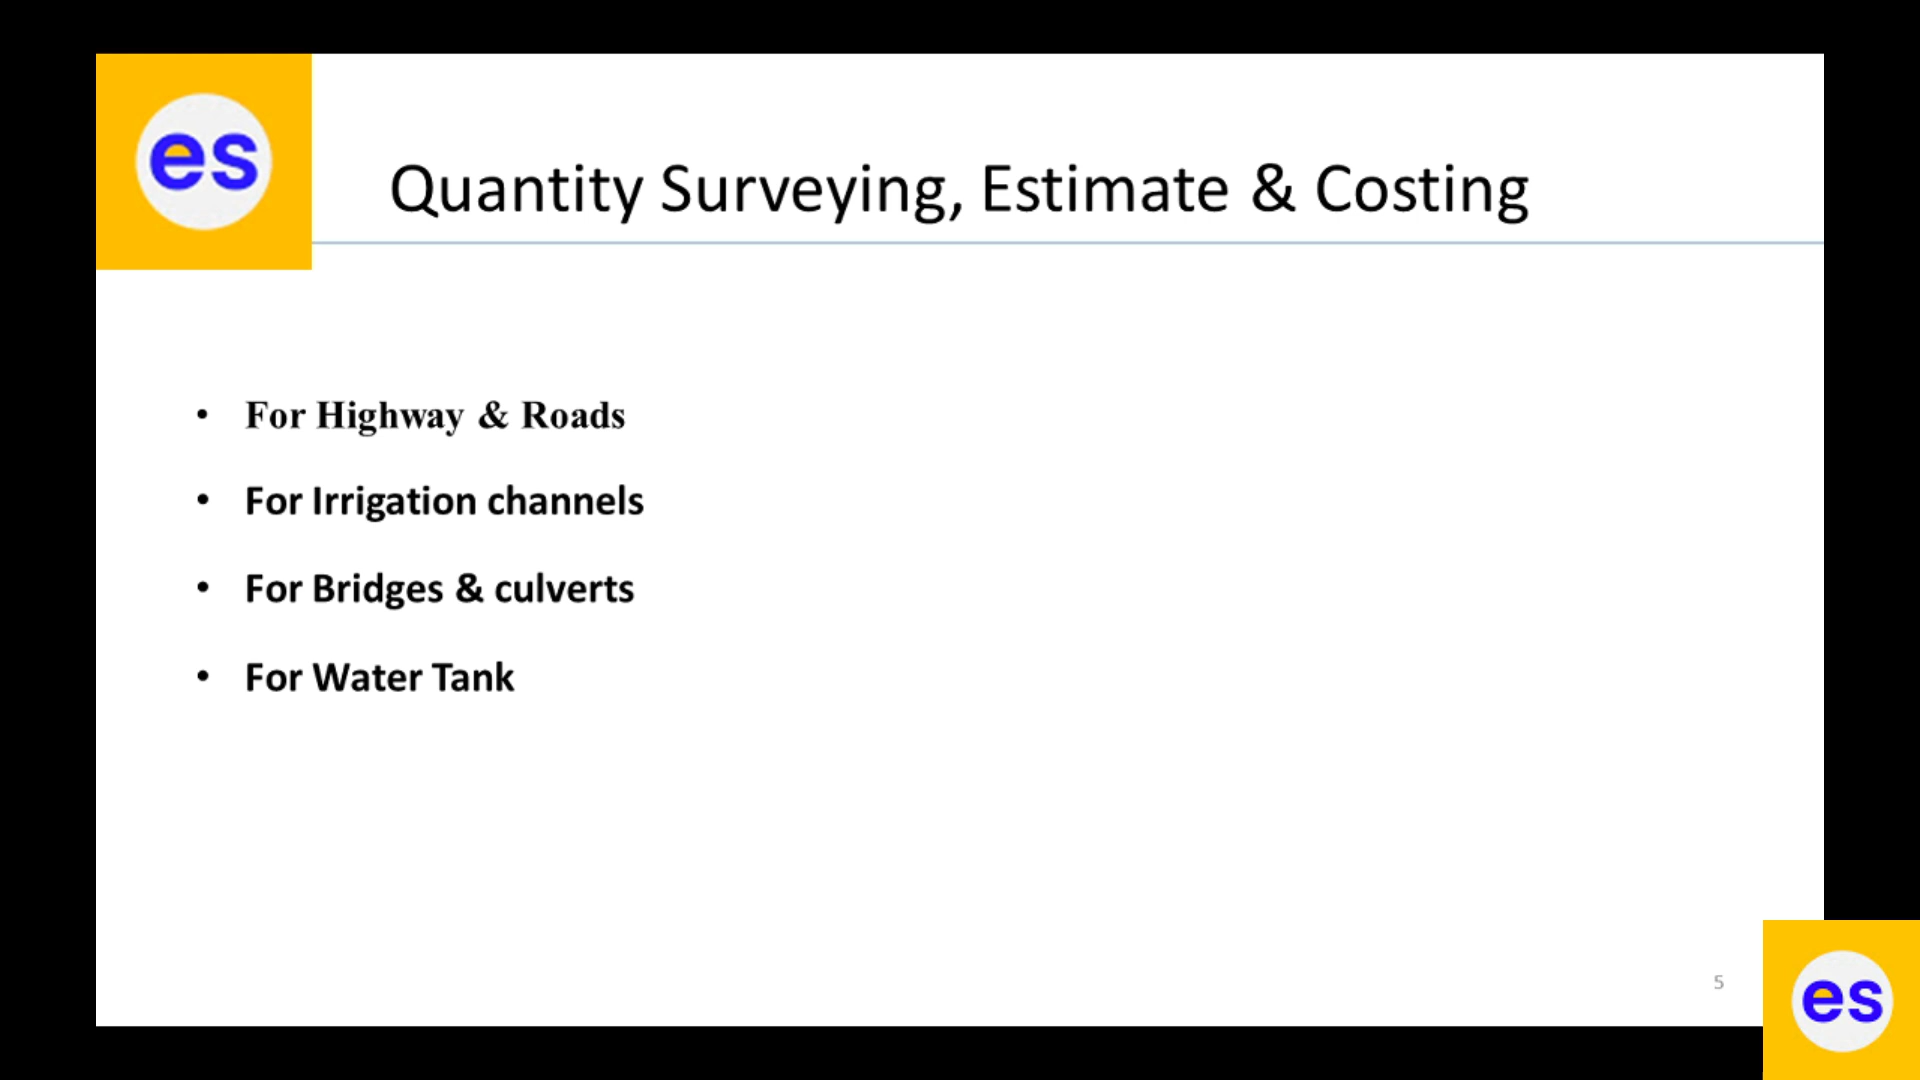 es
Quantity Surveying, Estimate & Costing
• For Highway & Roads
• For Irrigation channels
• For Bridges & culverts
• For Water Tank
5
es